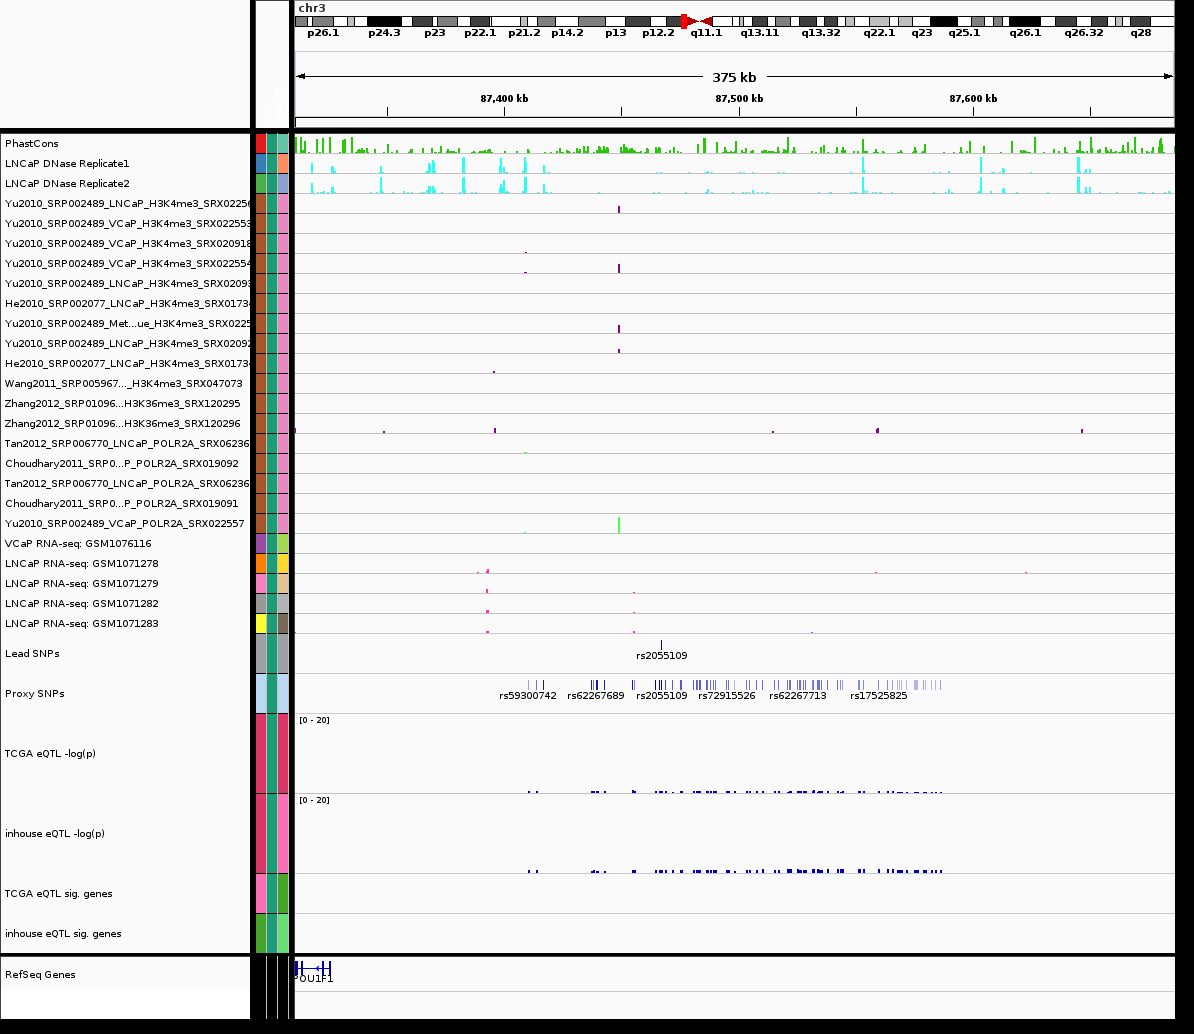 chr3
p26.1 p24.3 p23 p22.1 p21.2 p14.2 p13 p12.2 q11.1 q13.11 q13.32 q22.1 q23 q25.1 q26.1 q26.32 q28
375 kb
87,400 kb 87,500 kb 87,600 kb
PhastCons
LNCaP DNase Replicate1
LNCaP DNase Replicate2
Yu2010_SRP002489_LNCaP_H3K4me3_SRX0225
Yu2010_SRP002489_VCaP_H3K4me3_SRX022553
Yu2010_SRP002489_VCaP_H3K4me3_SRX020918
Yu2010_SRP002489_VCaP_H3K4me3_SRX022554
Yu2010_SRP002489_LNCaP_H3K4me3_SRX0209
He2010_SRP002077_LNCaP_H3K4me3_SRX0173
Yu2010_SRP002489_Met...ue_H3K4me3_SRX0225
Yu2010_SRP002489_LNCaP_H3K4me3_SRX0209
He2010_SRP002077_LNCaP_H3K4me3_SRX0173
Wang2011_SRP005967..._H3K4me3_SRX047073
Zhang2012_SRP01096...H3K36me3_SRX120295
Zhang2012_SRP01096...H3K36me3_SRX120296
Tan2012_SRP006770_LNCaP_POLR2A_SRX06236
Choudhary2011_SRP0...P_POLR2A_SRX019092
Tan2012_SRP006770_LNCaP_POLR2A_SRX06236
Choudhary2011_SRP0...P_POLR2A_SRX019091
Yu2010_SRP002489_VCaP_POLR2A_SRX022557
VCaP RNA-seq: GSM1076116
LNCaP RNA-seq: GSM1071278
LNCaP RNA-seq: GSM1071279
LNCaP RNA-seq: GSM1071282
LNCaP RNA-seq: GSM1071283
Lead SNPs
rs2055109
Proxy SNPs
rs59300742 rs62267689 rs2055109 rs72915526 rs62267713 rs17525825
[0 - 20]
TCGA eQTL -log(p)
[0 - 20]
inhouse eQTL -log(p)
TCGA eQTL sig. genes
inhouse eQTL sig. genes
RefSeq Genes
POU1F1